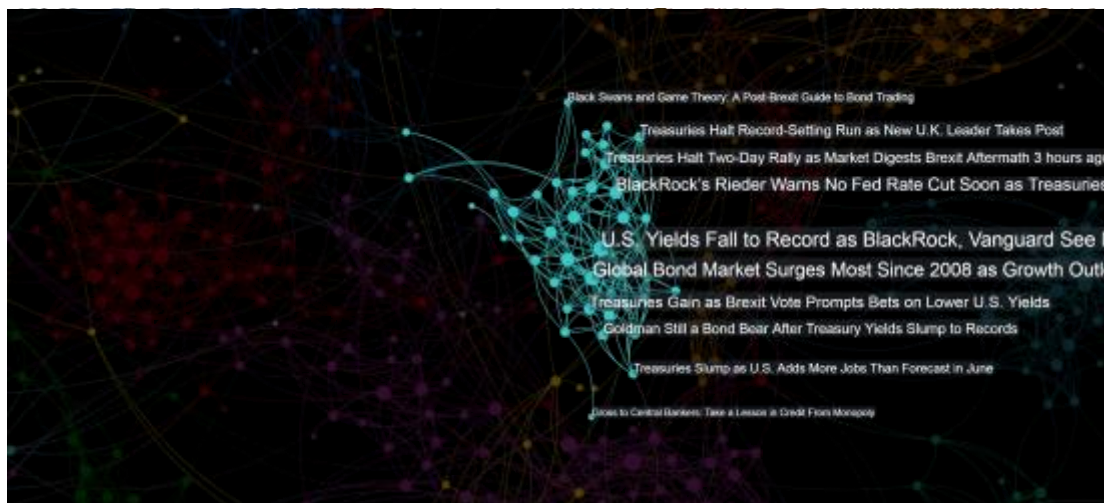 Black Swans and Game Theory: A Post-Brexit Guide to Bond Trading
Treasuries Halt Record-Setting Run as New U.K. Leader Takes Post
Treasuries Halt Two-Day Rally as Market Digests Brexit Aftermath 3 hours ago
BlackRock's Rieder Warns No Fed Rate Cut Soon as Treasuries
U.S. Yields Fall to Record as BlackRock, Vanguard See
Global Bond Market Surges Most Since 2008 as Growth
Treasuries Gain as Brexit Vote Prompts Bets on Lower U.S. Yields
Goldman Still a Bond Bear After Treasury Yields Slump to Records
Treasuries Slump as U.S. Adds More Jobs Than Forecast in June
Gross to Central Bankers: Take a Lesson in Credit From Monopoly